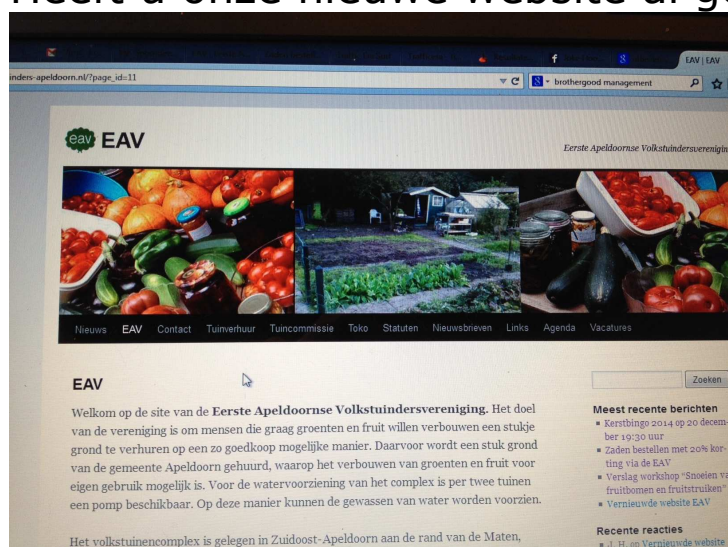 Heeft u onze nieuwe website al
EAV | EAV
inders-apeldoorn.nl/?page_id=11
brothergood management
eav EAV
Eerste Apeldoornse Volkstuindersverenigin
Nieuws EAV Contact Tuinverhuur Tuincommissie Toko Statuten Nieuwsbrieven Links Agenda Vacatures
Zoeken
EAV
Welkom op de site van de Eerste Apeldoornse Volkstuindersvereniging. Het doel
van de vereniging is om mensen die graag groenten en fruit willen verbouwen een stukje
grond te verhuren op een zo goedkoop mogelijke manier. Daarvoor wordt een stuk grond
van de gemeente Apeldoorn gehuurd, waarop het verbouwen van groenten en fruit voor
eigen gebruik mogelijk is. Voor de watervoorziening van het complex is per twee tuinen
een pomp beschikbaar. Op deze manier kunnen de gewassen van water worden voorzien.
Het volkstuinencomplex is gelegen in Zuidoost-Apeldoorn aan de rand van de Maten,
Meest recente berichten
Kerstbingo 2014 op 20 decem-
ber 19:30 uur
Zaden bestellen met 20% kor-
ting via de EAV
Verslag workshop "Snoeien va
fruitbomen en fruitstruiken"
Vernieuwde website EAV
Recente reacties
J. H. op Vernieuwde website